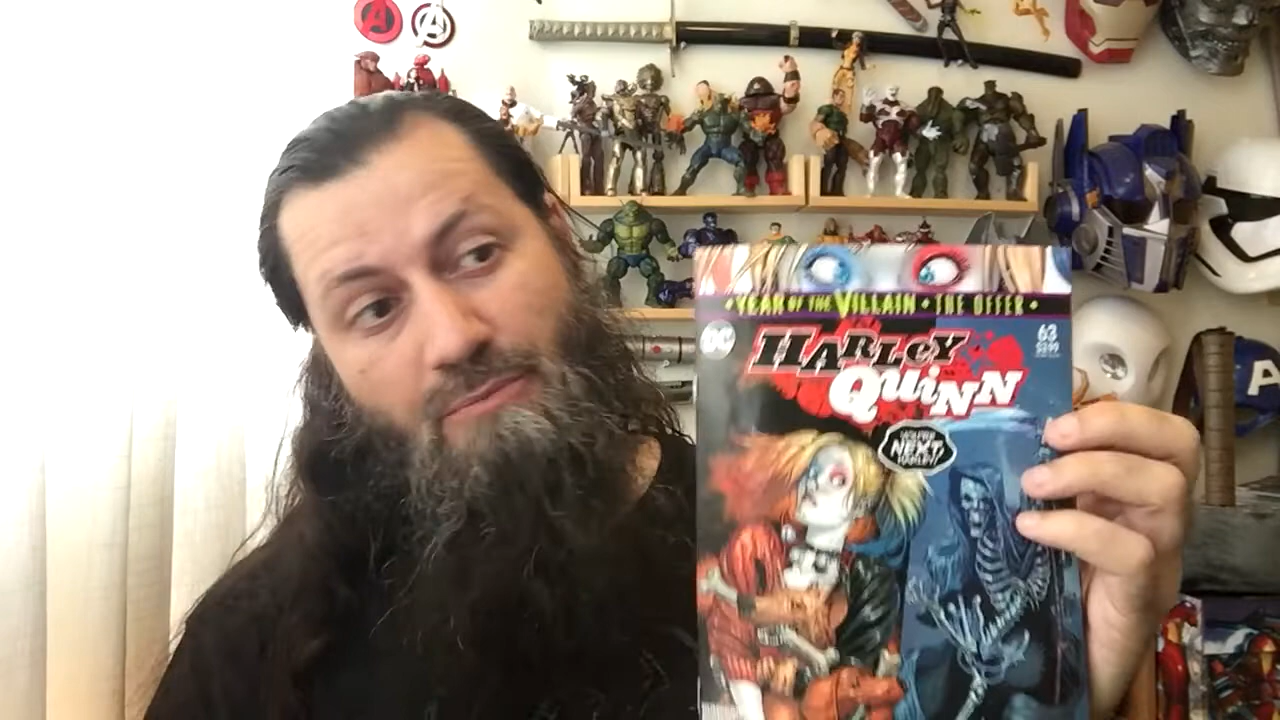 YEAR OF THE VILLAIN • THE OFFER
DC
HARLEY
QUINN
63
$3.99
NEXT
A